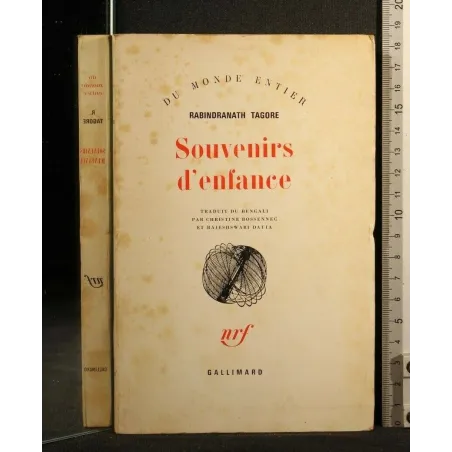 DU MONDE ENTIER
RABINDRANATH TAGORE
Souvenirs
d'enfance
TRADUIT DU BENGALI
PAR CHRISTINE BOSSENNEC
ET RAJESHWARI DATTA
nrf
GALLIMARD